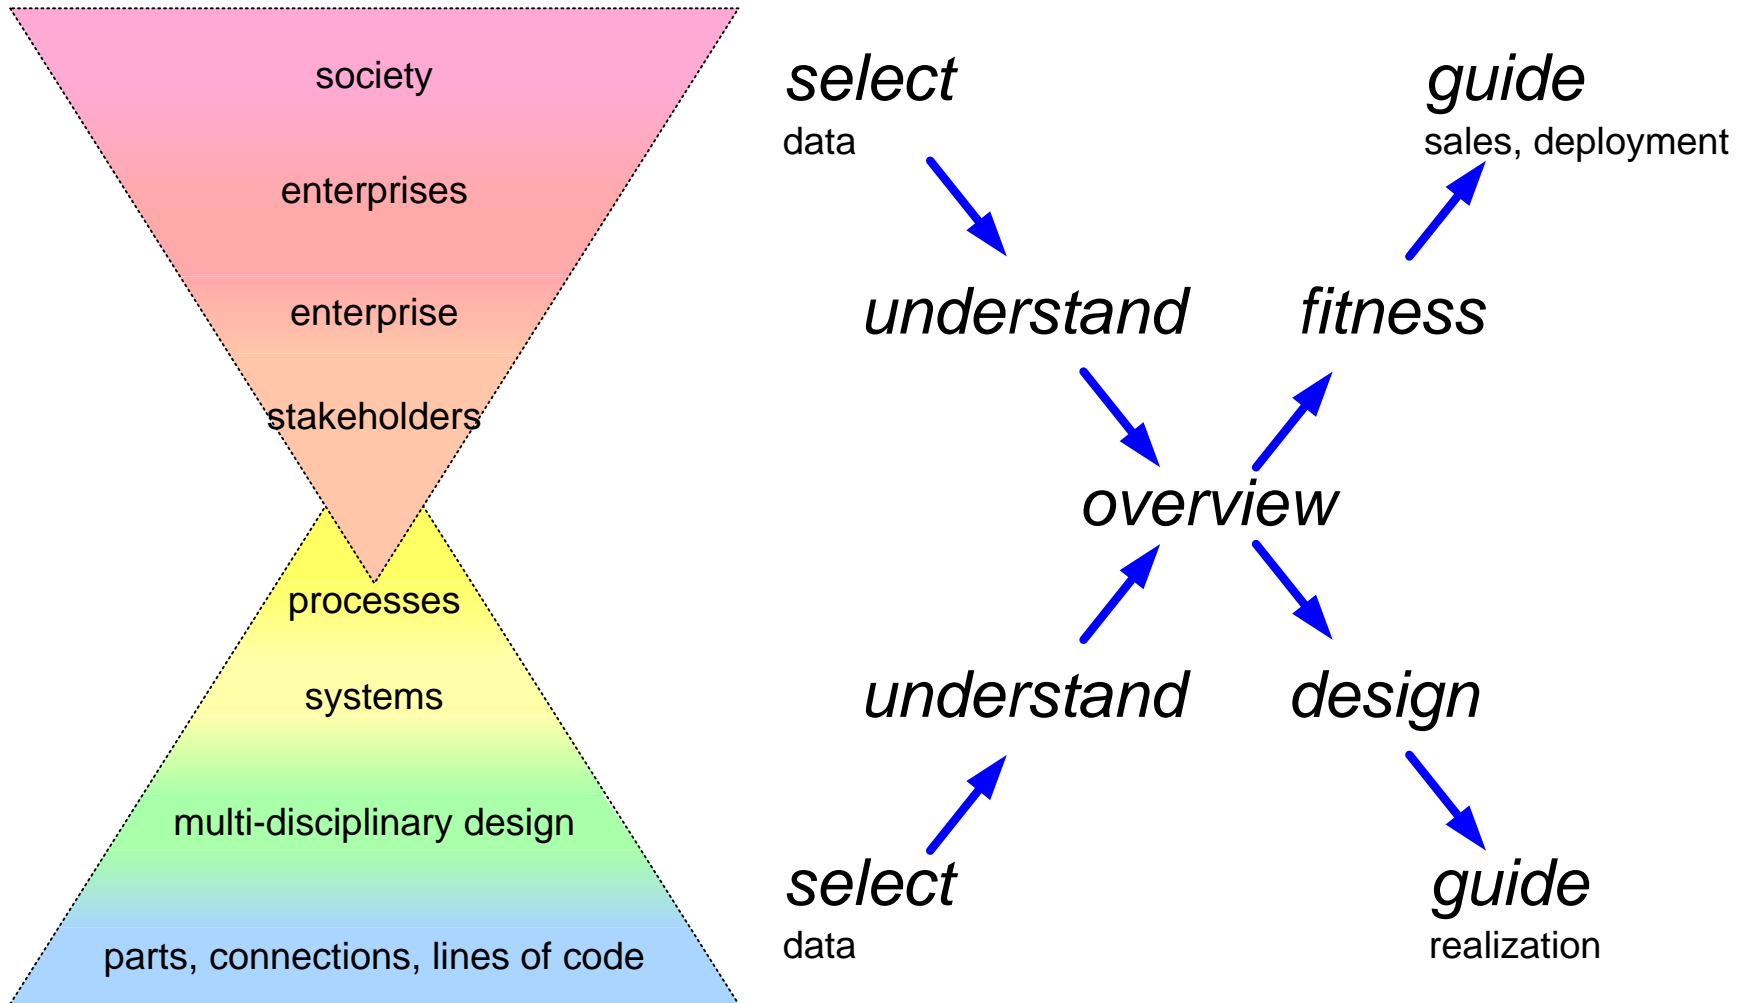 society
enterprises
enterprise
stakeholders
processes
systems
multi-disciplinary design
parts, connections, lines of code
select
data
guide
sales, deployment
understand
fitness
overview
understand
design
select
data
guide
realization